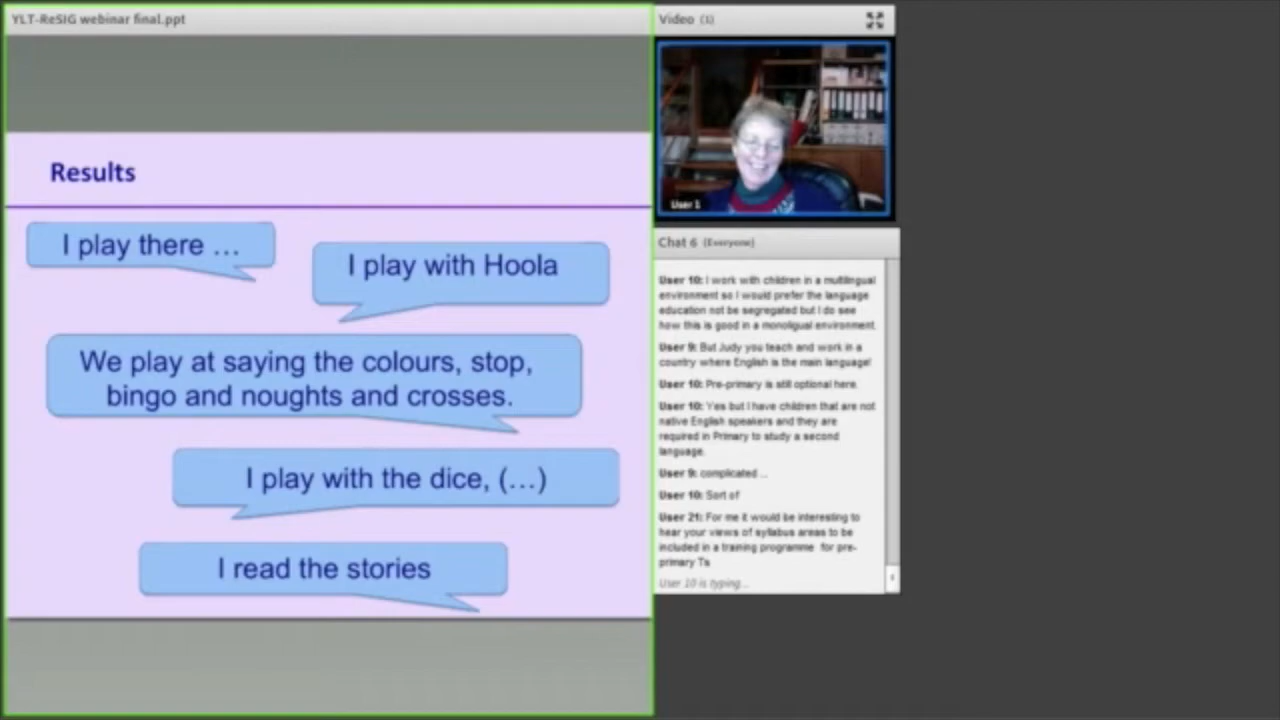 YLT-ReSIG webinar final.ppt
Results
I play there ...
I play with Hoola
We play at saying the colours, stop,
bingo and noughts and crosses.
I play with the dice, (...)
I read the stories
Video (1)
User 1
Chat 6 (Everyone)
User 10: I work with children in a multilingual
environment so I would prefer the language
education not be segregated but I do see
how this is good in a monoligual environment.
User 9: But Judy you teach and work in a
country where English is the main language!
User 10: Pre-primary is still optional here.
User 10: Yes but I have children that are not
native English speakers and they are
required in Primary to study a second
language.
User 9: complicated ...
User 10: Sort of
User 21: For me it would be interesting to
hear your views of syllabus areas to be
included in a training programme for pre-
primary Ts
User 10 is typing...